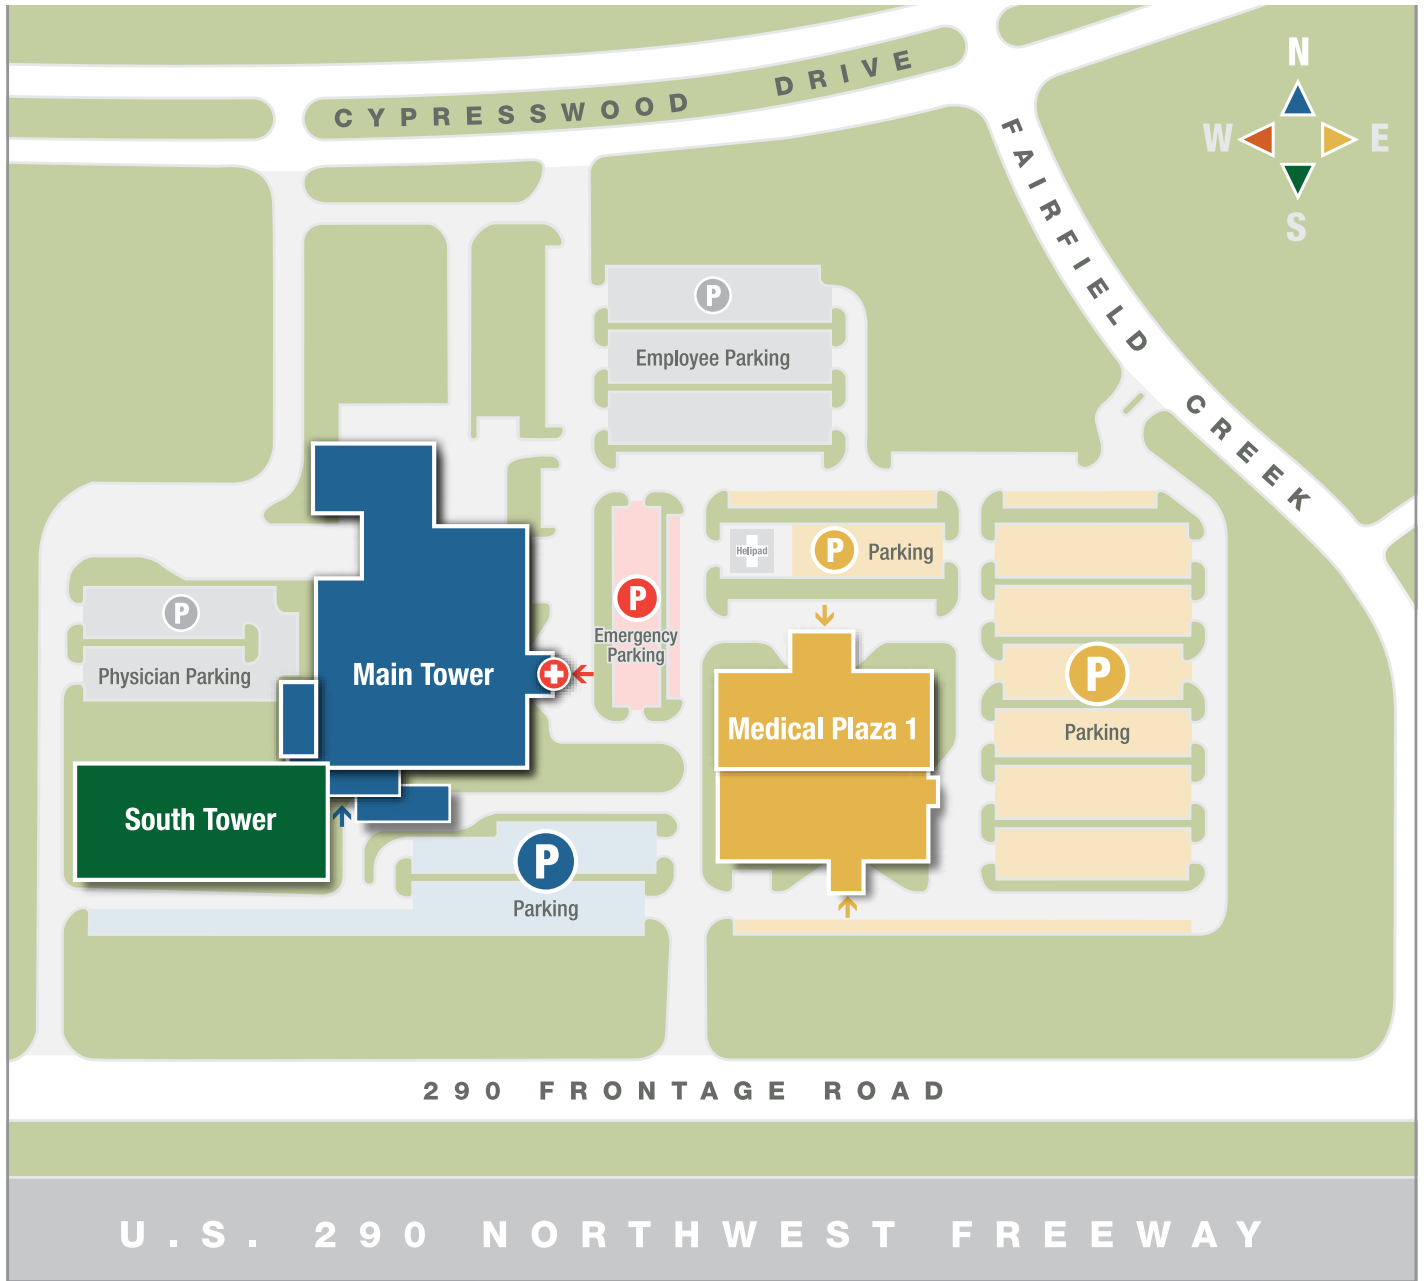 CYPRESSWOOD DRIVE
N
W
E
S
FAIRFIELD CREEK
P
Employee Parking
Helipad
P
Parking
P
Emergency
Parking
P
Physician Parking
Main Tower
P
Parking
Medical Plaza 1
South Tower
P
Parking
290 FRONTAGE ROAD
U.S. 290 NORTHWEST FREEWAY